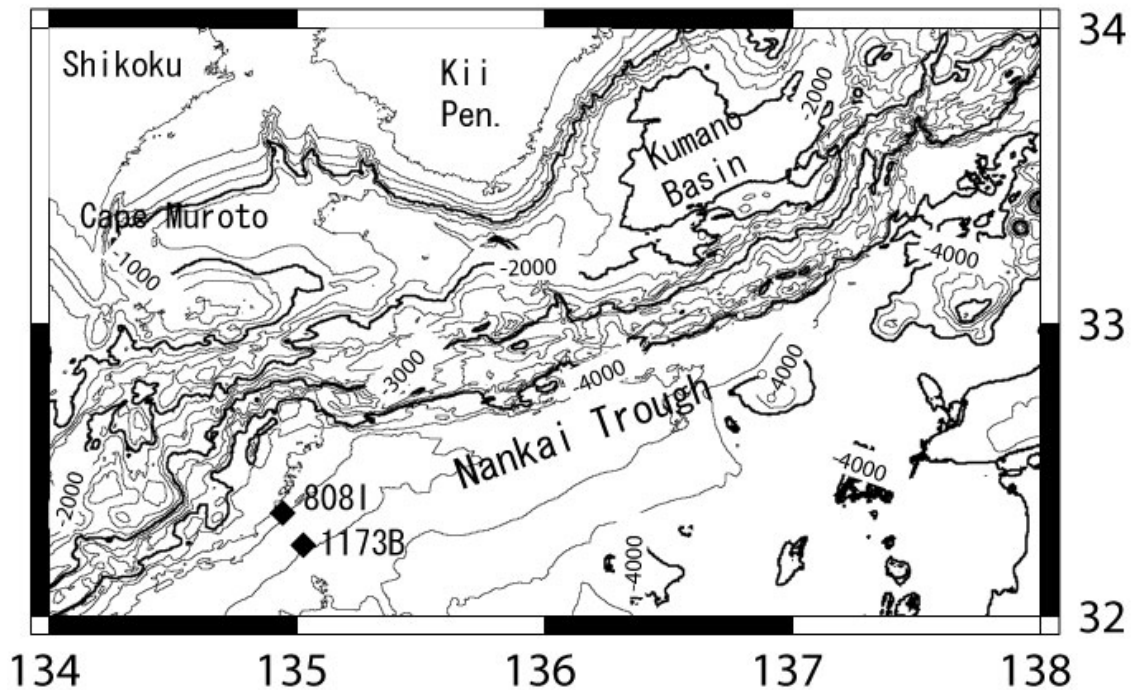 34
Shikoku
Kii
Pen.
-2000
Kumano
Basin
Cape Muroto
-1000
-2000
-4000
33
-3000
-4000
-4000
Nankai Trough
-4000
-2000
808I
1173B
-4000
32
134
135
136
137
138